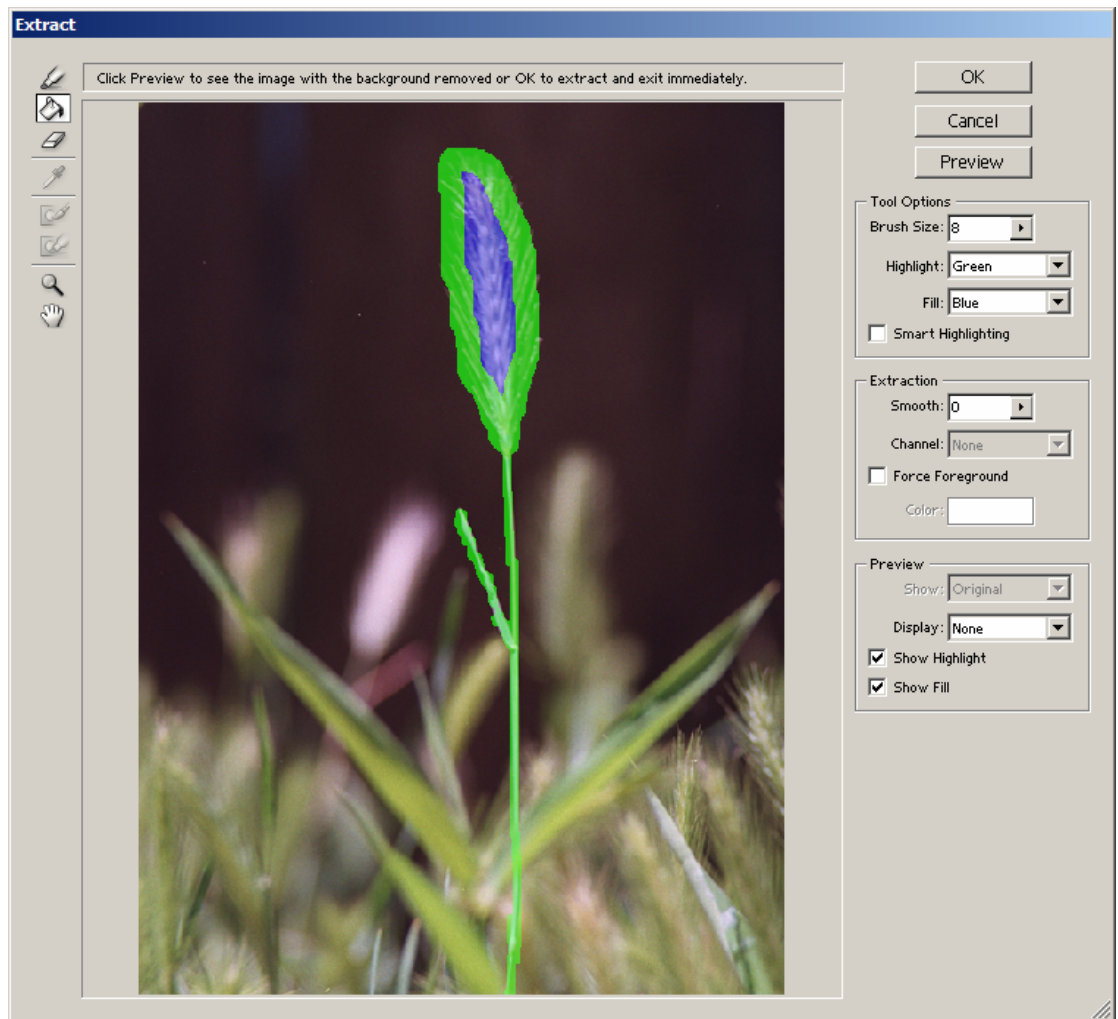 Extract
Click Preview to see the image with the background removed or OK to extract and exit immediately.
OK
Cancel
Preview
Tool Options
Brush Size: 8
Highlight: Green
Fill: Blue
Smart Highlighting
Extraction
Smooth: 0
Channel: None
Force Foreground
Color:
Preview
Show: Original
Display: None
Show Highlight
Show Fill